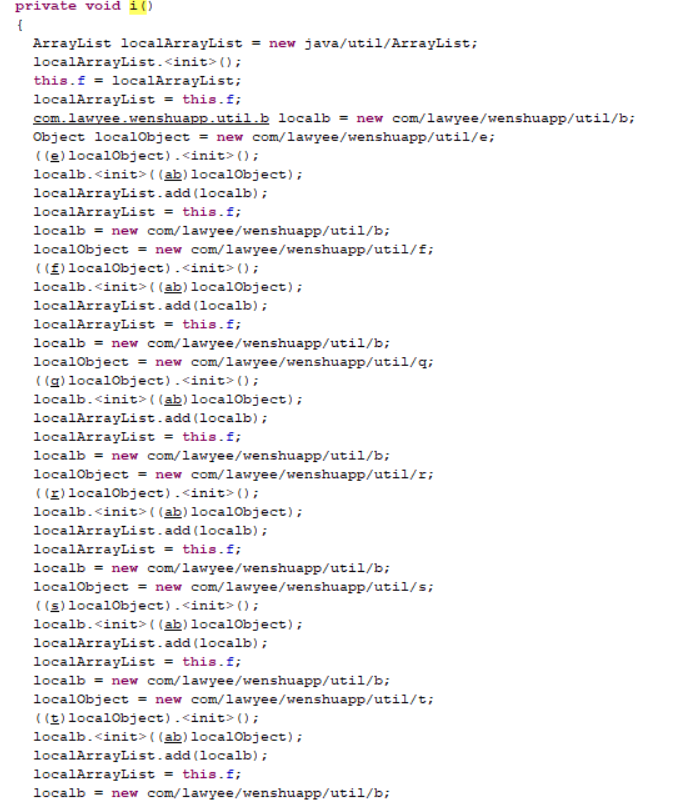 private void i()
{
ArrayList localArrayList = new java/util/ArrayList;
localArrayList.<init>();
this.f = localArrayList;
localArrayList = this.f;
com.lawyee.wenshuapp.util.b localb = new com/lawyee/wenshuapp/util/b;
Object localObject = new com/lawyee/wenshuapp/util/e;
((e)localObject).<init>();
localb.<init>((ab)localObject);
localArrayList.add(localb);
localArrayList = this.f;
localb = new com/lawyee/wenshuapp/util/b;
localObject = new com/lawyee/wenshuapp/util/f;
((f)localObject).<init>();
localb.<init>((ab)localObject);
localArrayList.add(localb);
localArrayList = this.f;
localb = new com/lawyee/wenshuapp/util/b;
localObject = new com/lawyee/wenshuapp/util/q;
((q)localObject).<init>();
localb.<init>((ab)localObject);
localArrayList.add(localb);
localArrayList = this.f;
localb = new com/lawyee/wenshuapp/util/b;
localObject = new com/lawyee/wenshuapp/util/r;
((r)localObject).<init>();
localb.<init>((ab)localObject);
localArrayList.add(localb);
localArrayList = this.f;
localb = new com/lawyee/wenshuapp/util/b;
localObject = new com/lawyee/wenshuapp/util/s;
((s)localObject).<init>();
localb.<init>((ab)localObject);
localArrayList.add(localb);
localArrayList = this.f;
localb = new com/lawyee/wenshuapp/util/b;
localObject = new com/lawyee/wenshuapp/util/t;
((t)localObject).<init>();
localb.<init>((ab)localObject);
localArrayList.add(localb);
localArrayList = this.f;
localb = new com/lawyee/wenshuapp/util/b;